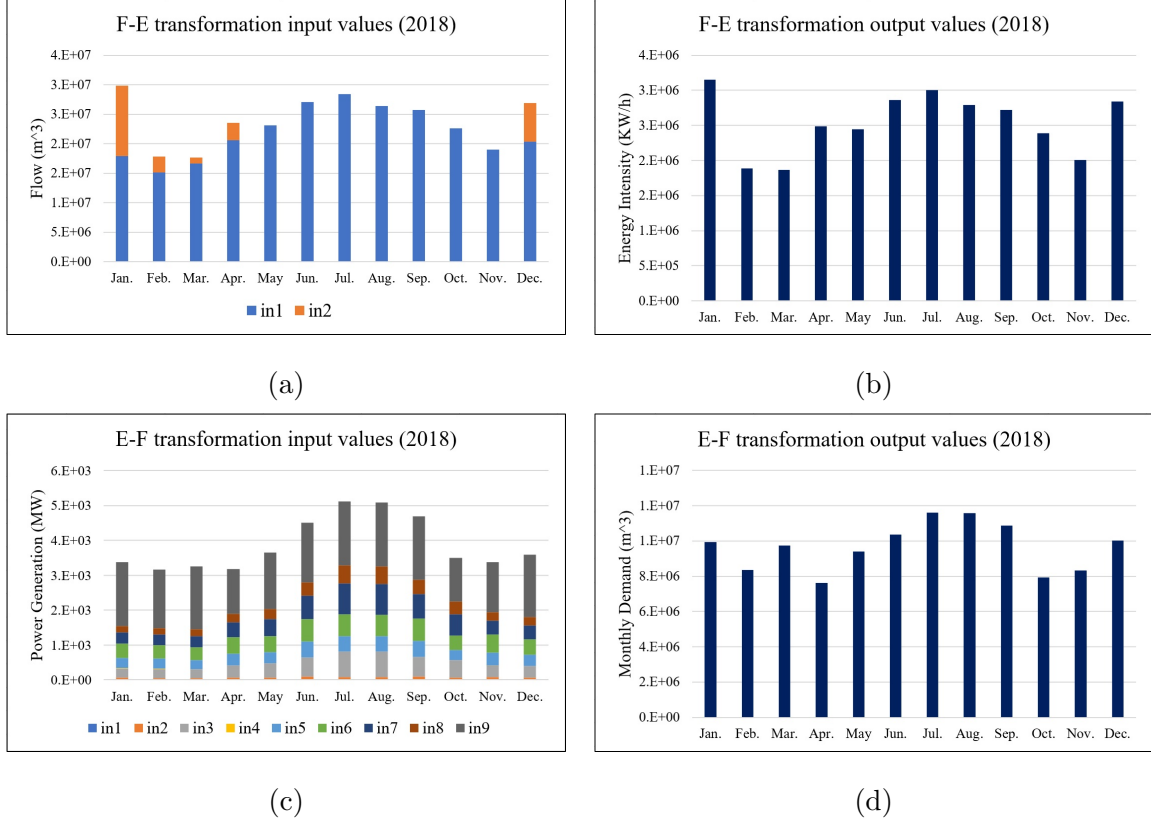 F-E transformation input values (2018)
Flow (m^3)
4.E+07
3.E+07
3.E+07
2.E+07
2.E+07
1.E+07
5.E+06
0.E+00
Jan. Feb. Mar. Apr. May Jun. Jul. Aug. Sep. Oct. Nov. Dec.
in1 in2
(a)
F-E transformation output values (2018)
Energy Intensity (KW/h)
4.E+06
3.E+06
3.E+06
2.E+06
2.E+06
1.E+06
5.E+05
0.E+00
Jan. Feb. Mar. Apr. May Jun. Jul. Aug. Sep. Oct. Nov. Dec.
(b)
E-F transformation input values (2018)
Power Generation (MW)
6.E+03
5.E+03
4.E+03
3.E+03
2.E+03
1.E+03
0.E+00
Jan. Feb. Mar. Apr. May Jun. Jul. Aug. Sep. Oct. Nov. Dec.
in1 in2 in3 in4 in5 in6 in7 in8 in9
(c)
E-F transformation output values (2018)
Monthly Demand (m^3)
1.E+07
1.E+07
1.E+07
8.E+06
6.E+06
4.E+06
2.E+06
0.E+00
Jan. Feb. Mar. Apr. May Jun. Jul. Aug. Sep. Oct. Nov. Dec.
(d)